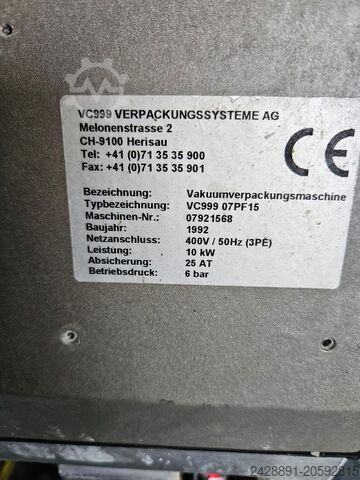 VC999 VERPACKUNGSSYSTEME AG
Melonenstrasse 2
CH-9100 Herisau
Tel: +41 (0)71 35 35 900
Fax: +41 (0)71 35 35 901
CE
Bezeichnung: Vakuumverpackungsmaschine
Typbezeichnung: VC999 07PF15
Maschinen-Nr.: 07921568
Baujahr: 1992
Netzanschluss: 400V / 50Hz (3PE)
Leistung: 10 kW
Absicherung: 25 AT
Betriebsdruck: 6 bar
2428891-20592815